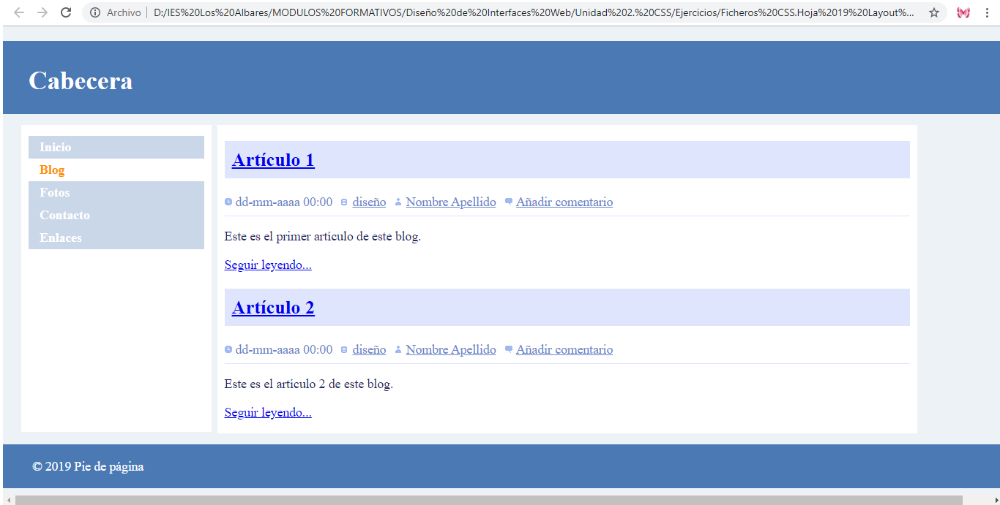 Archivo D:/IES%20Los%20Albares/MODULOS%20FORMATIVOS/Diseño%20de%20Interfaces%20Web/Unidad%202.%20CSS/Ejercicios/Ficheros%20CSS.Hoja%2019%20Layout%...
Cabecera
Inicio
Blog
Fotos
Contacto
Enlaces
Artículo 1
dd-mm-aaaa 00:00 diseño Nombre Apellido Añadir comentario
Este es el primer artículo de este blog.
Seguir leyendo...
Artículo 2
dd-mm-aaaa 00:00 diseño Nombre Apellido Añadir comentario
Este es el artículo 2 de este blog.
Seguir leyendo...
© 2019 Pie de página